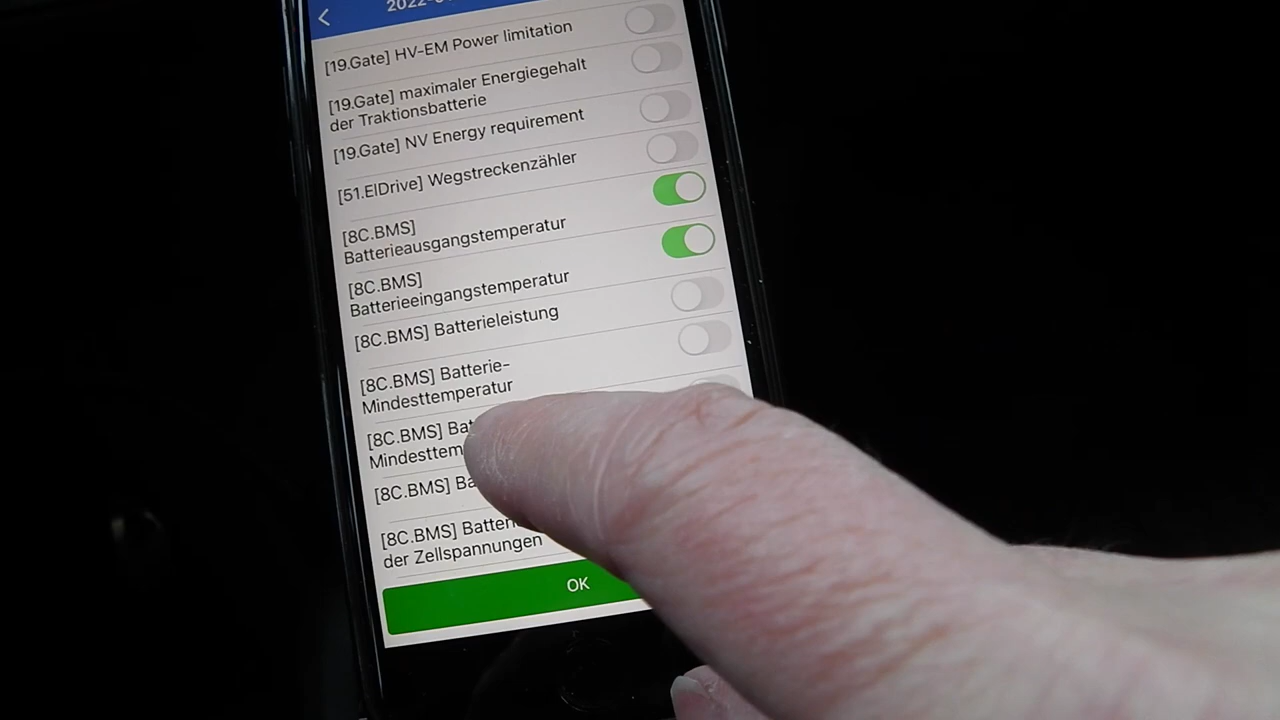 [19.Gate] HV-EM Power limitation
[19.Gate] maximaler Energiegehalt
der Traktionsbatterie
[19.Gate] NV Energy requirement
[51.ElDrive] Wegstreckenzähler
[8C.BMS]
Batterieausgangstemperatur
[8C.BMS]
Batterieeingangstemperatur
[8C.BMS] Batterieleistung
[8C.BMS] Batterie-
Mindesttemperatur
[8C.BMS]
[8C.BMS]
[8C.BMS]
der Zellspannungen
OK